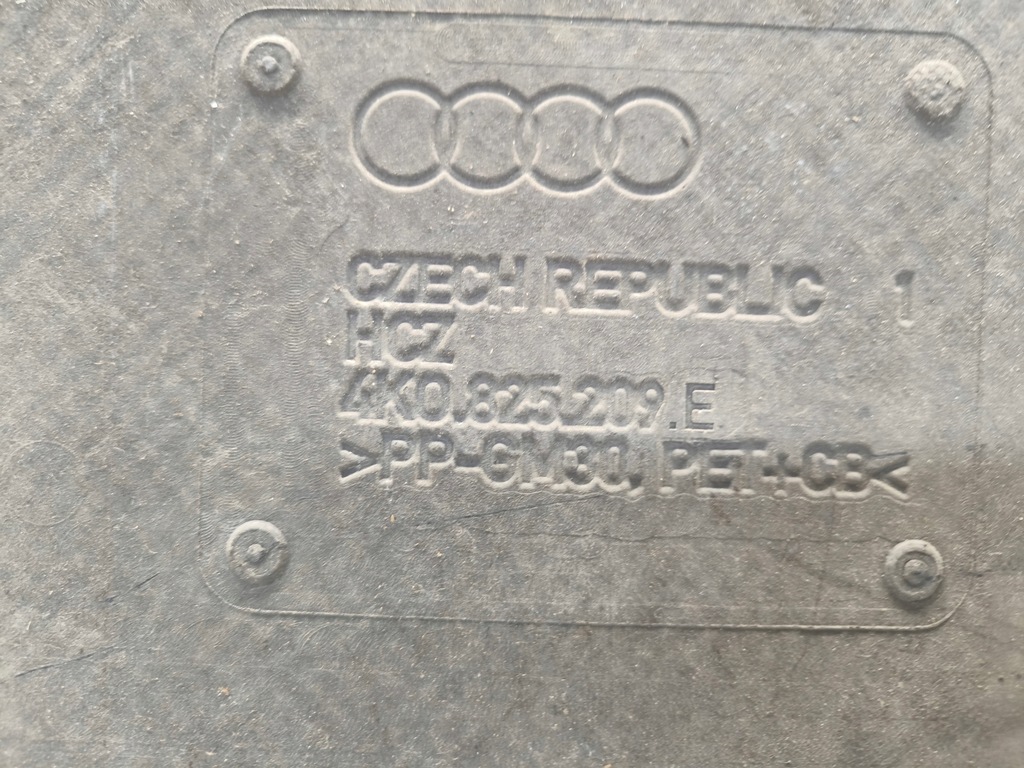 CZECH REPUBLIC 1
HCZ
4K0.825.209.E
>PP-GM30, PET+CB<